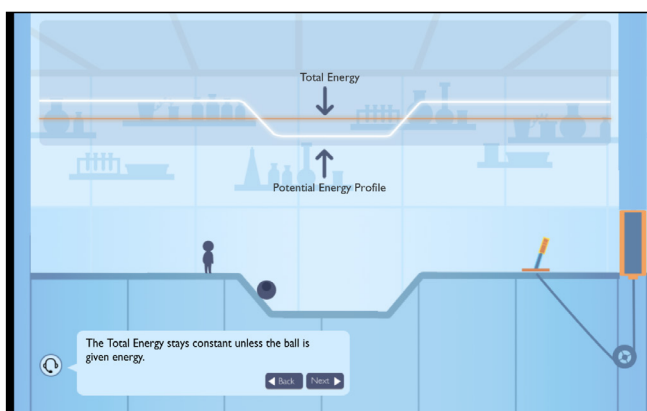 Total Energy
Potential Energy Profile
The Total Energy stays constant unless the ball is
given energy.
Back Next